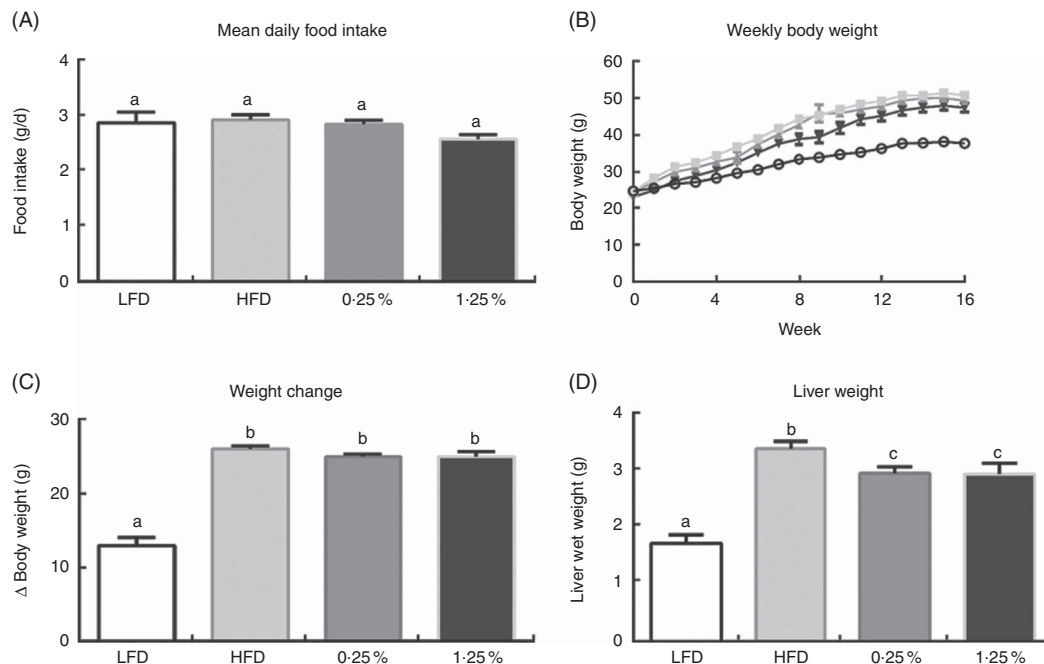 (A)
Mean daily food intake
4
3
2
1
0
Food intake (g/d)
a
a
a
a
LFD
HFD
0·25 %
1·25 %
(B)
Weekly body weight
60
50
40
30
20
10
0
Body weight (g)
0
4
8
12
16
Week
(C)
Weight change
30
20
10
0
Δ Body weight (g)
a
b
b
b
LFD
HFD
0·25 %
1·25 %
(D)
Liver weight
4
3
2
1
0
Liver wet weight (g)
a
b
c
c
LFD
HFD
0·25 %
1·25 %